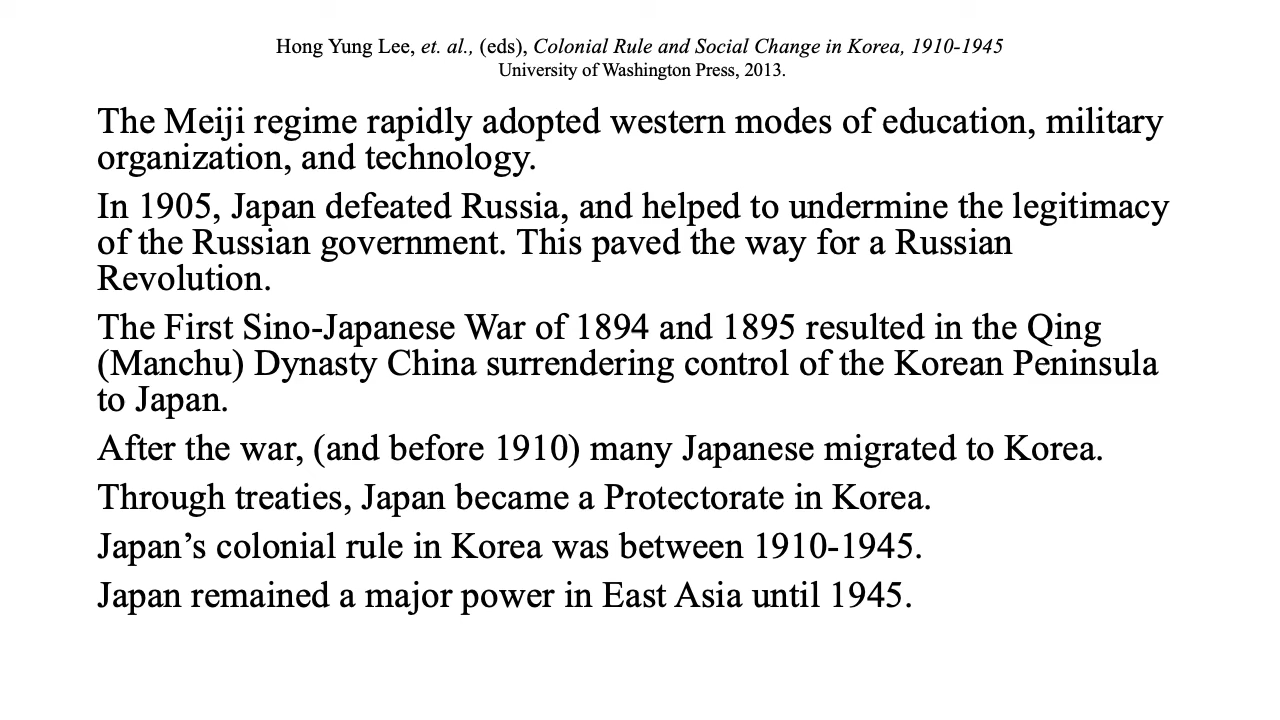 Hong Yung Lee, et. al., (eds), Colonial Rule and Social Change in Korea, 1910-1945
University of Washington Press, 2013.
The Meiji regime rapidly adopted western modes of education, military
organization, and technology.
In 1905, Japan defeated Russia, and helped to undermine the legitimacy
of the Russian government. This paved the way for a Russian
Revolution.
The First Sino-Japanese War of 1894 and 1895 resulted in the Qing
(Manchu) Dynasty China surrendering control of the Korean Peninsula
to Japan.
After the war, (and before 1910) many Japanese migrated to Korea.
Through treaties, Japan became a Protectorate in Korea.
Japan’s colonial rule in Korea was between 1910-1945.
Japan remained a major power in East Asia until 1945.